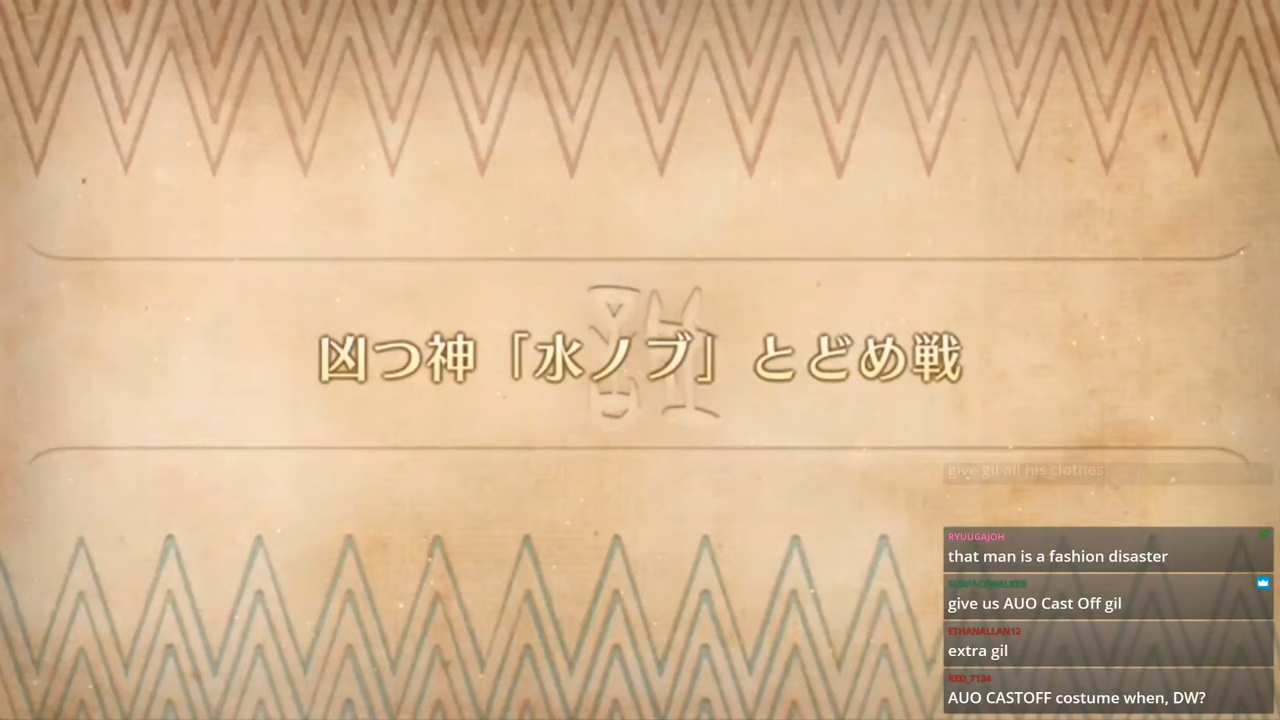 凶つ神「水ノブ」とどめ戦
give gil all his clothes
RYUUGAJOH
that man is a fashion disaster
give us AUO Cast Off gil
ETHANALLAN12
extra gil
RED_7134
AUO CASTOFF costume when, DW?